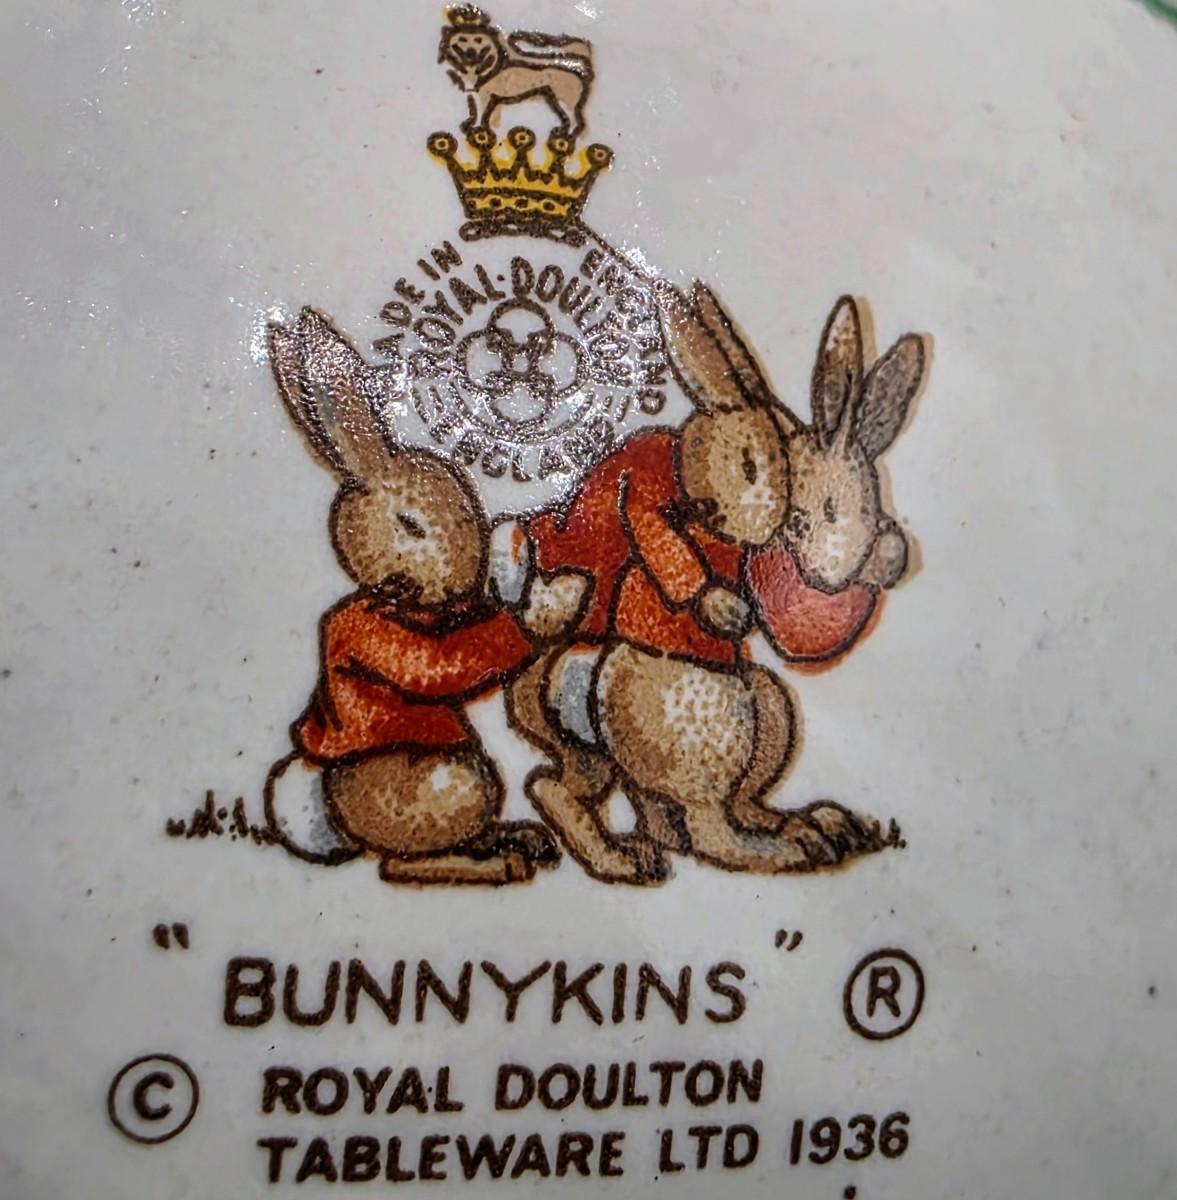 MADE IN ENGLAND
ROYAL·DOULTON
ENGLAND
" BUNNYKINS " ®
© ROYAL DOULTON
TABLEWARE LTD 1936